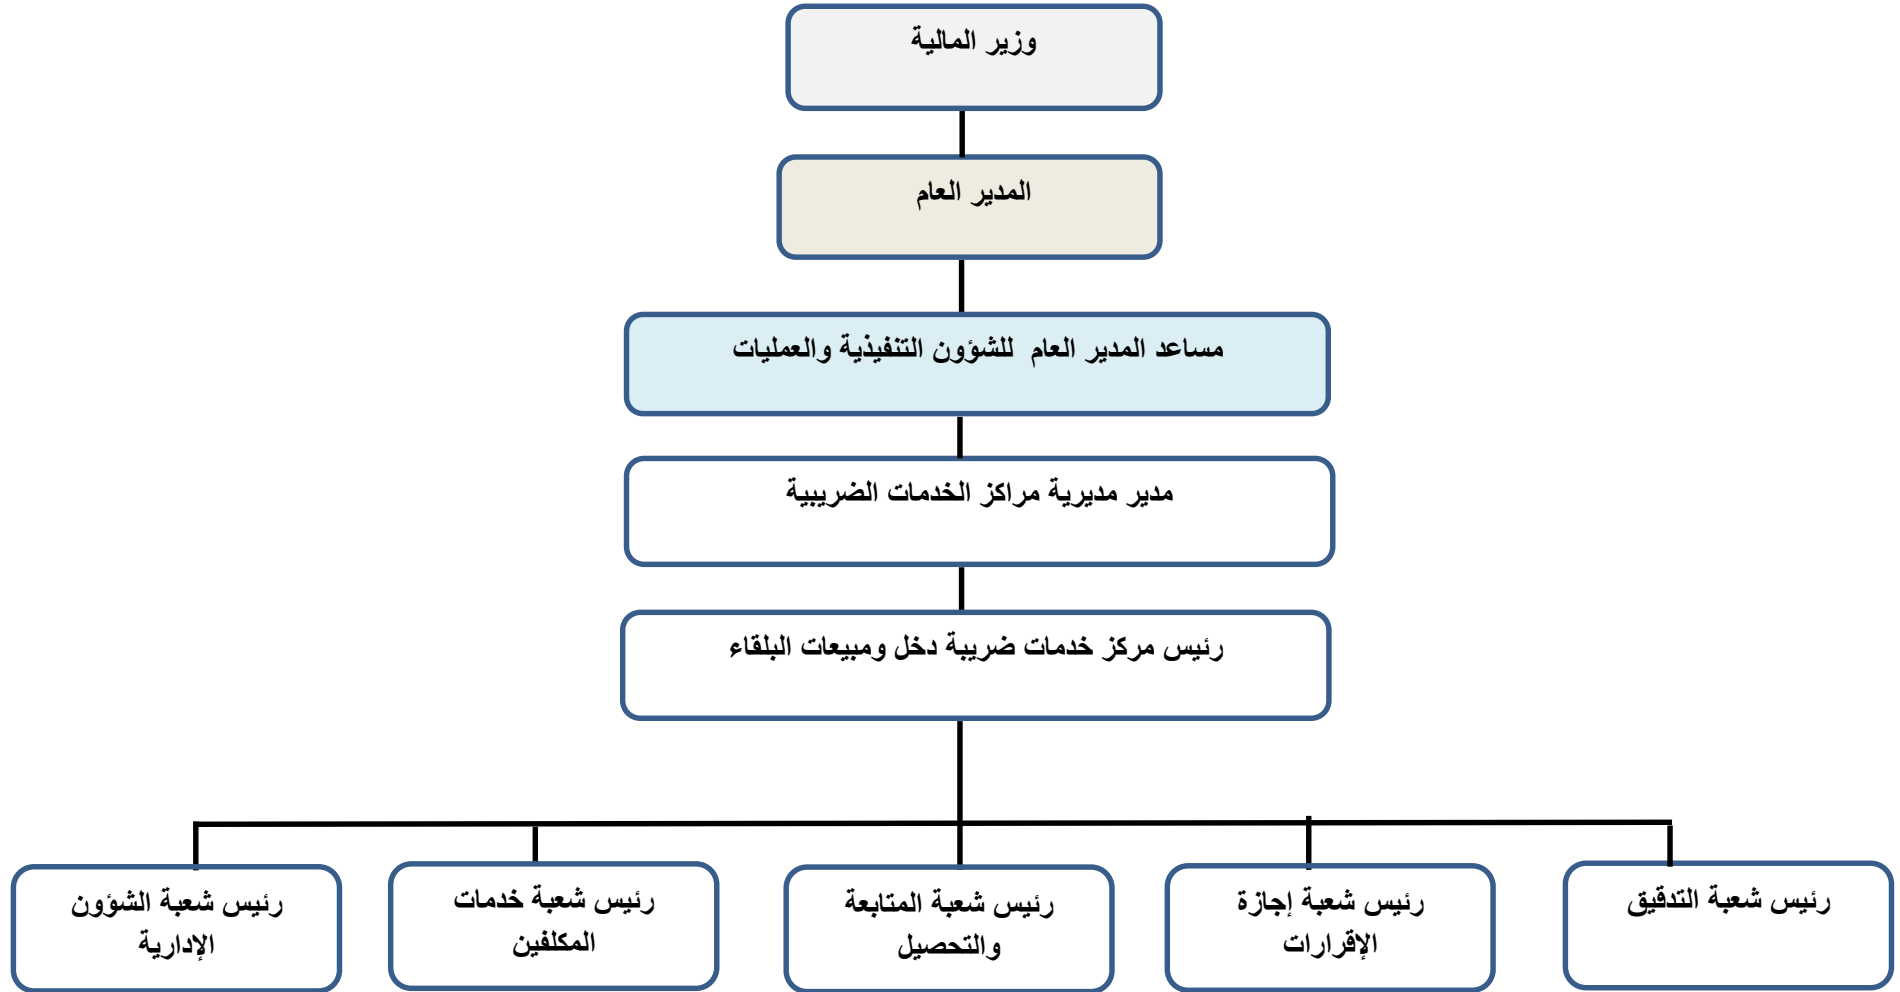 وزير المالية
المدير العام
مساعد المدير العام للشؤون التنفيذية والعمليات
مدير مديرية مراكز الخدمات الضريبية
رئيس مركز خدمات ضريبة دخل ومبيعات البلقاء
رئيس شعبة التدقيق
رئيس شعبة إجازة
الإقرارات
رئيس شعبة المتابعة
والتحصيل
رئيس شعبة خدمات
المكلفين
رئيس شعبة الشؤون
الإدارية